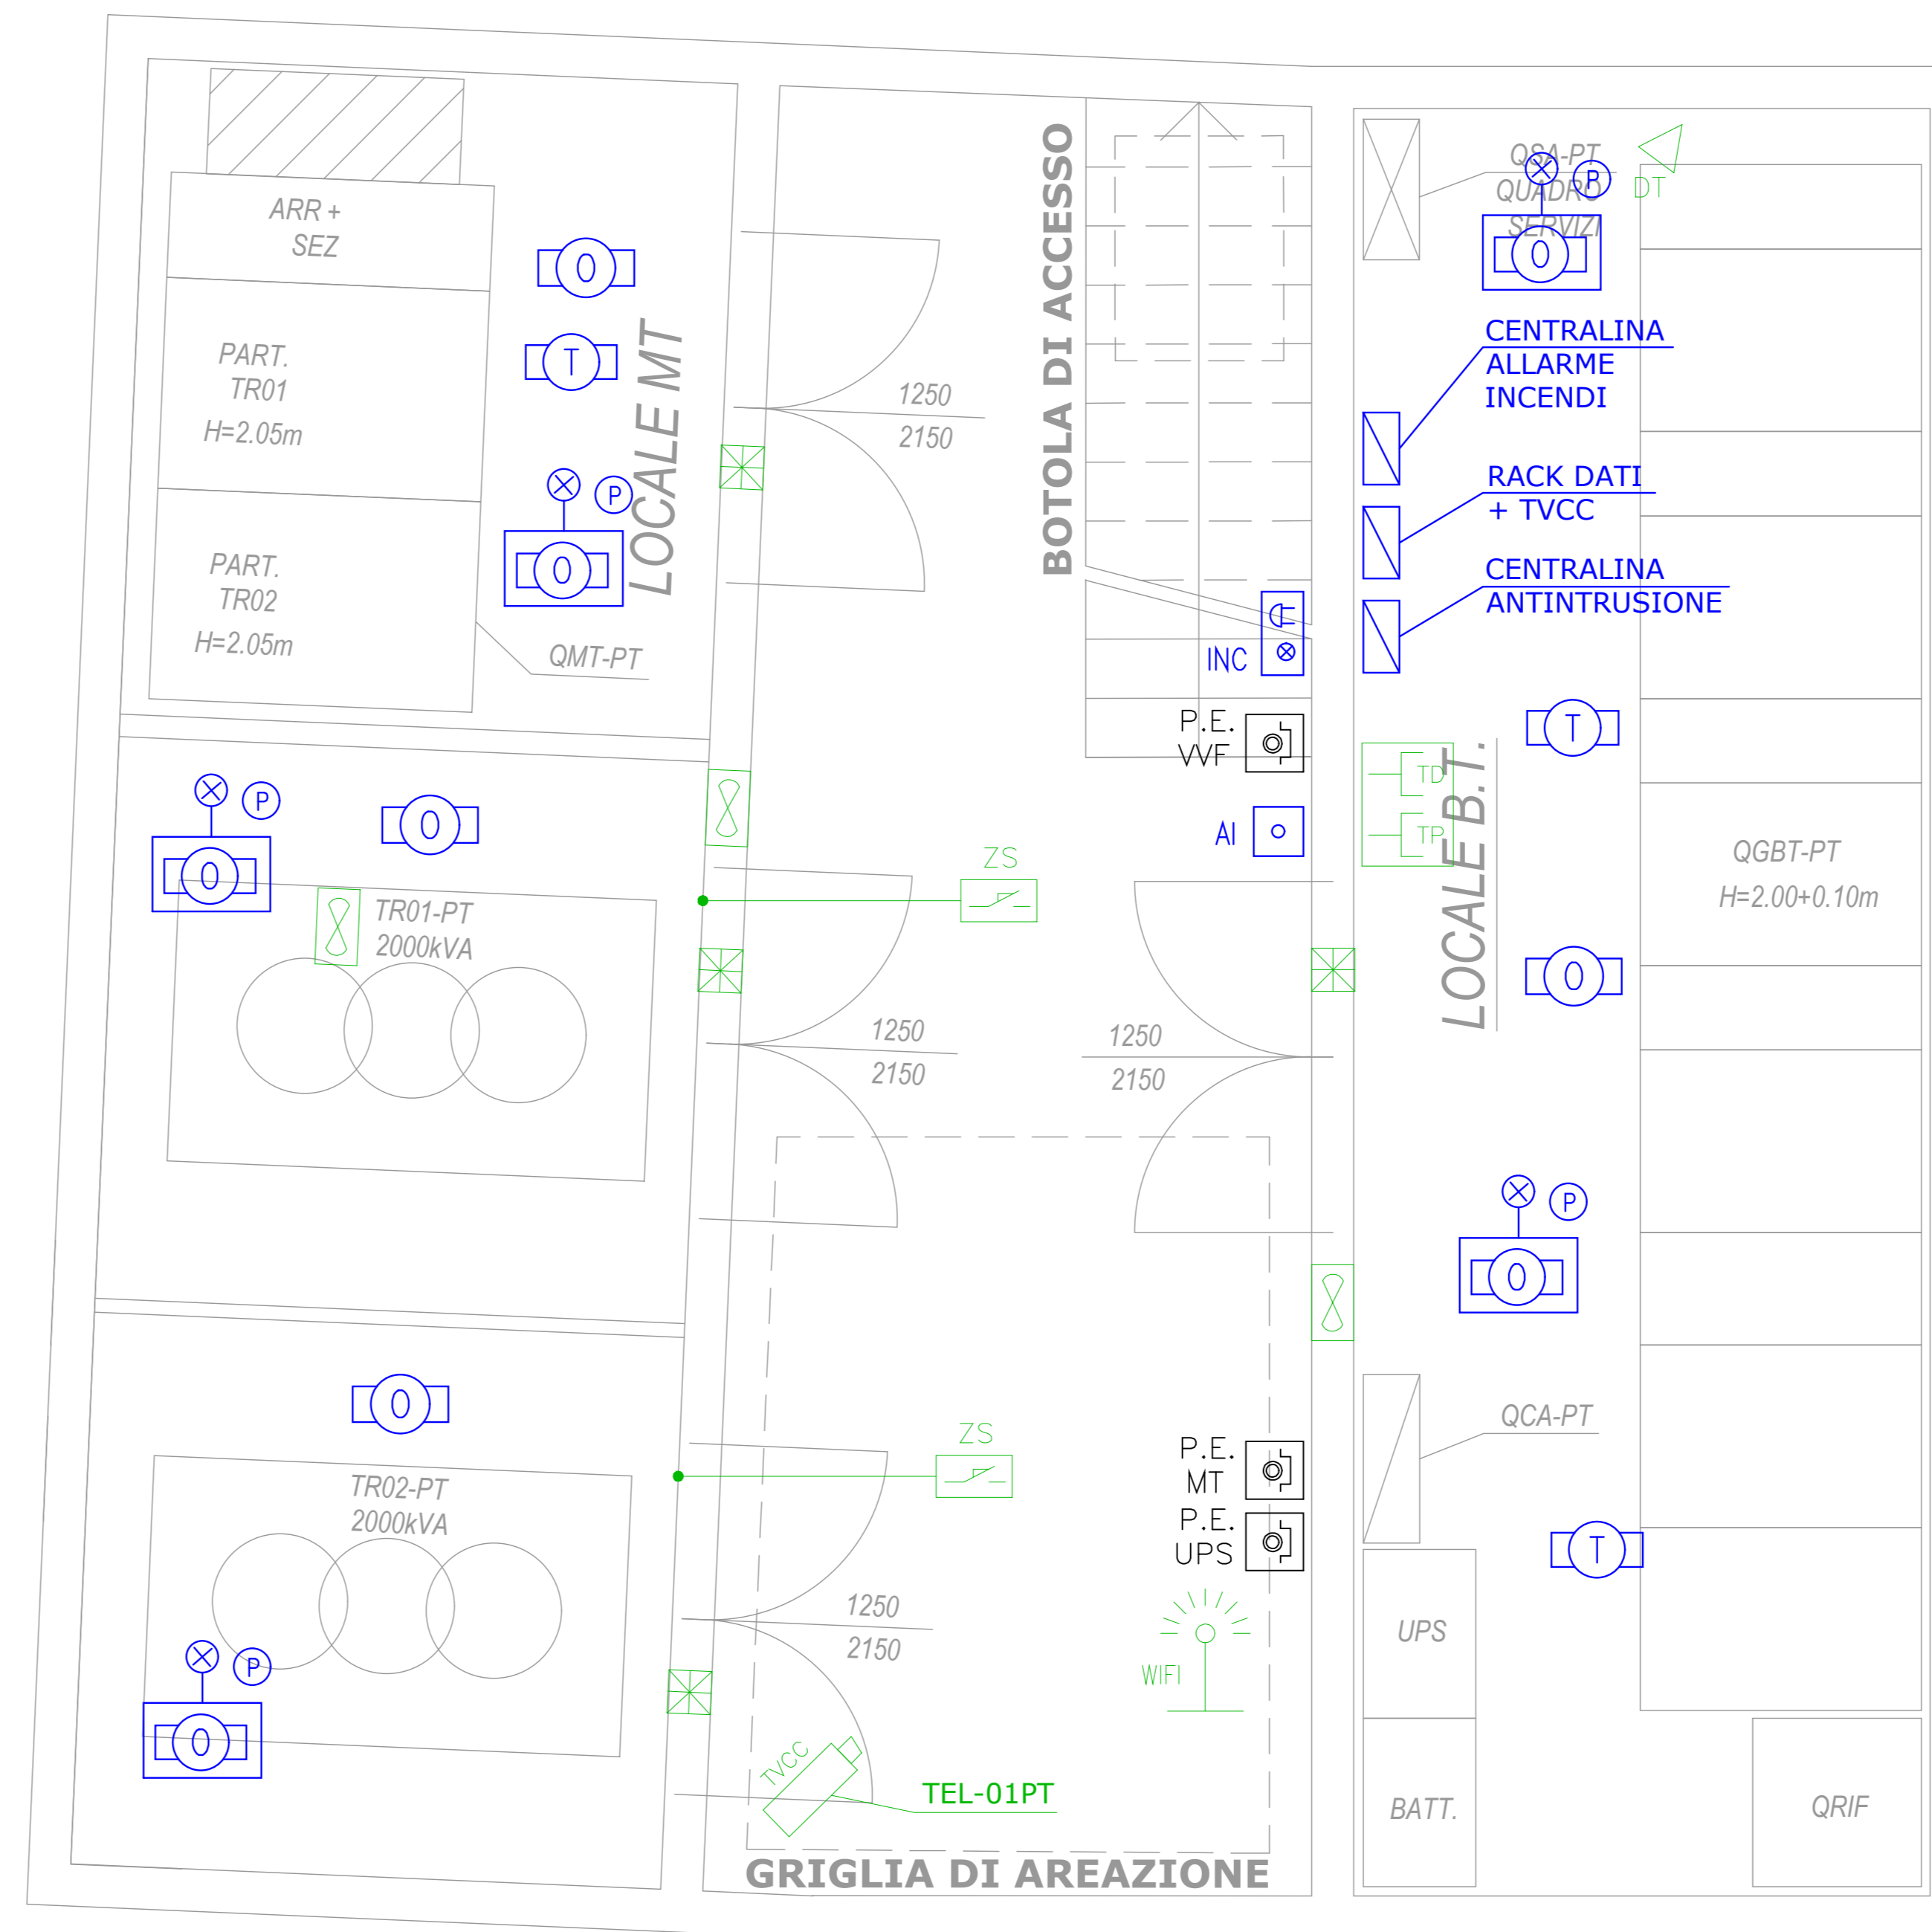 ARR +
SEZ
PART.
TR01
H=2.05m
PART.
TR02
H=2.05m
QMT-PT
LOCALE MT
O
T
O
P
1250
2150
BOTOLA DI ACCESSO
QSA-PT
QUADRO
SERVIZI
P
DT
O
CENTRALINA
ALLARME
INCENDI
RACK DATI
+ TVCC
CENTRALINA
ANTINTRUSIONE
INC
P.E.
VVF
AI
T
TD
TP
LOCALE B.T.
QGBT-PT
H=2.00+0.10m
O
P
O
P
O
O
TR01-PT
2000kVA
ZS
1250
2150
1250
2150
O
TR02-PT
2000kVA
P
O
ZS
1250
2150
P.E.
MT
P.E.
UPS
WIFI
TVCC
TEL-01PT
GRIGLIA DI AREAZIONE
QCA-PT
T
UPS
BATT.
QRIF